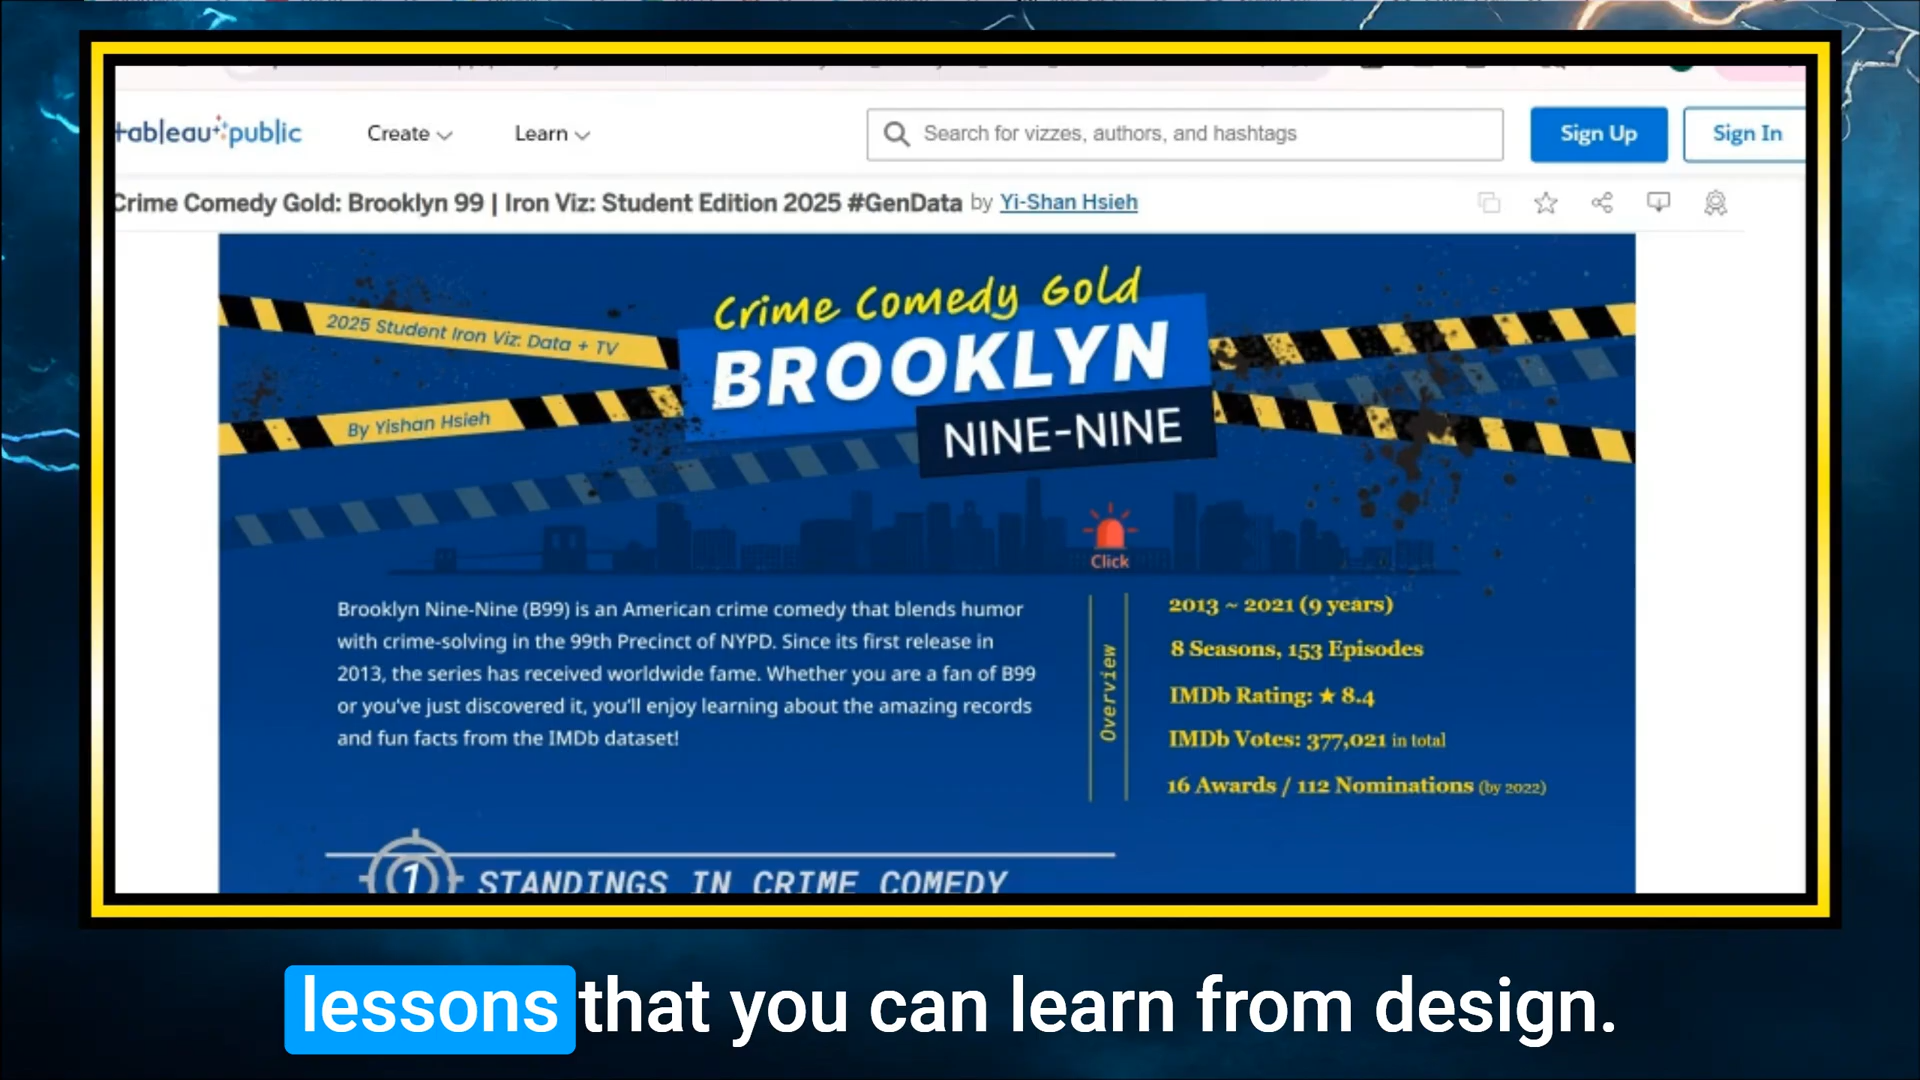 tableau public
Create
Learn
Search for vizzes, authors, and hashtags
Sign Up
Sign In
Crime Comedy Gold: Brooklyn 99 | Iron Viz: Student Edition 2025 #GenData by Yi-Shan Hsieh
2025 Student Iron Viz: Data + TV
By Yishan Hsieh
Crime Comedy Gold
BROOKLYN
NINE-NINE
Click
Brooklyn Nine-Nine (B99) is an American crime comedy that blends humor
with crime-solving in the 99th Precinct of NYPD. Since its first release in
2013, the series has received worldwide fame. Whether you are a fan of B99
or you've just discovered it, you'll enjoy learning about the amazing records
and fun facts from the IMDb dataset!
Overview
2013 ~ 2021 (9 years)
8 Seasons, 153 Episodes
IMDb Rating: ★ 8.4
IMDb Votes: 377,021 in total
16 Awards / 112 Nominations (by 2022)
1 STANDINGS IN CRIME COMEDY
lessons that you can learn from design.